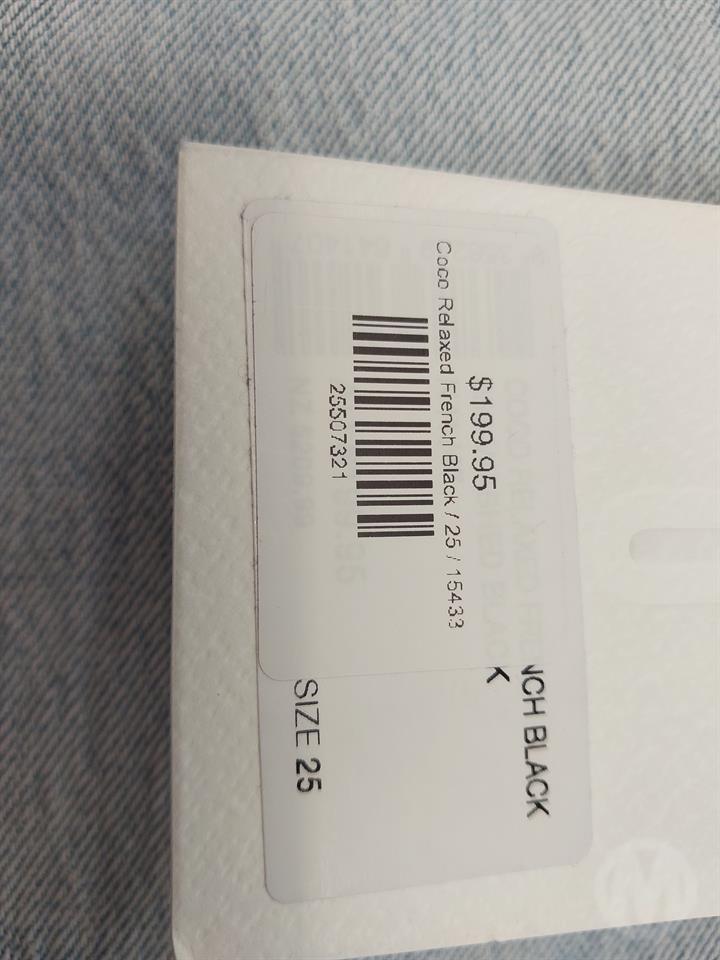 $199.95
Coco Relaxed French Black / 25 / 15433
25507321
NCH BLACK
K
SIZE 25